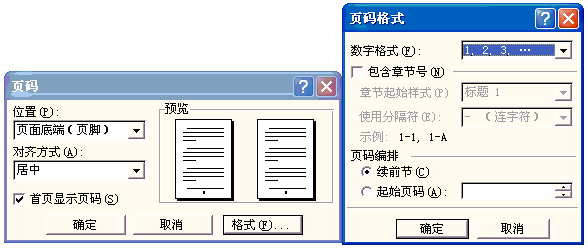 页码
位置(P):
页面底端（页脚）
对齐方式(A):
居中
首页显示页码(S)
预览
确定
取消
格式(F)...
页码格式
数字格式(F):
1, 2, 3, …
包含章节号(N)
章节起始样式(P)
标题 1
使用分隔符(E):
- （连字符）
示例: 1-1, 1-A
页码编排
续前节(C)
起始页码(A):
确定
取消